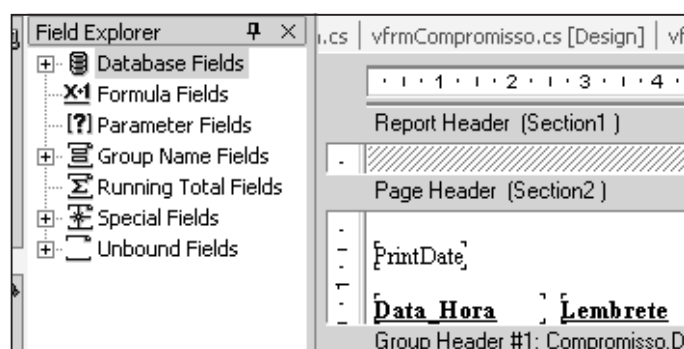 Field Explorer
Database Fields
Formula Fields
Parameter Fields
Group Name Fields
Running Total Fields
Special Fields
Unbound Fields
.cs vfrmCompromisso.cs [Design]
1 2 3 4
Report Header (Section1 )
Page Header (Section2 )
PrintDate
Data_Hora Lembrete
Group Header #1: Compromisso.D